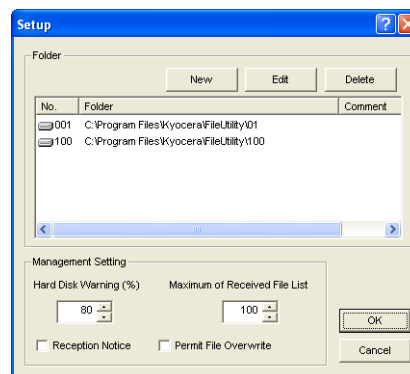 Setup
Folder
New Edit Delete
No. Folder Comment
001 C:\Program Files\Kyocera\FileUtility\01
100 C:\Program Files\Kyocera\FileUtility\100
Management Setting
Hard Disk Warning (%) Maximum of Received File List
80 100
OK
Reception Notice Permit File Overwrite
Cancel